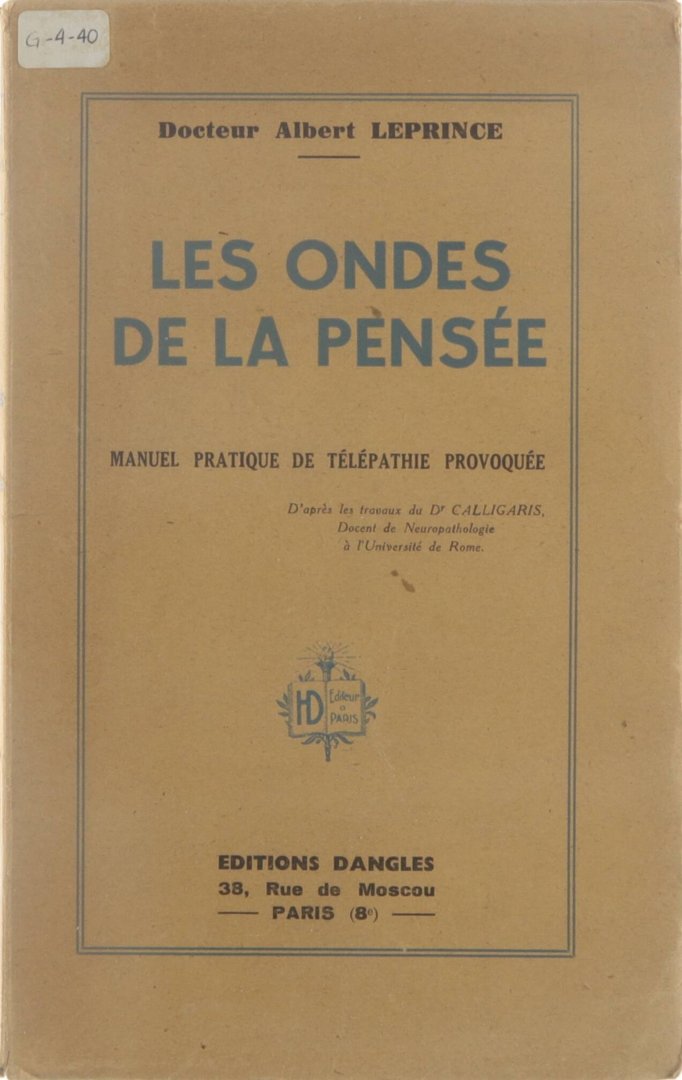 G-4-40
Docteur Albert LEPRINCE
LES ONDES
DE LA PENSÉE
MANUEL PRATIQUE DE TÉLÉPATHIE PROVOQUÉE
D'après les travaux du Dr CALLIGARIS,
Docent de Neuropathologie
à l'Université de Rome.
HD
Editeur
à
PARIS
EDITIONS DANGLES
38, Rue de Moscou
PARIS (8e)